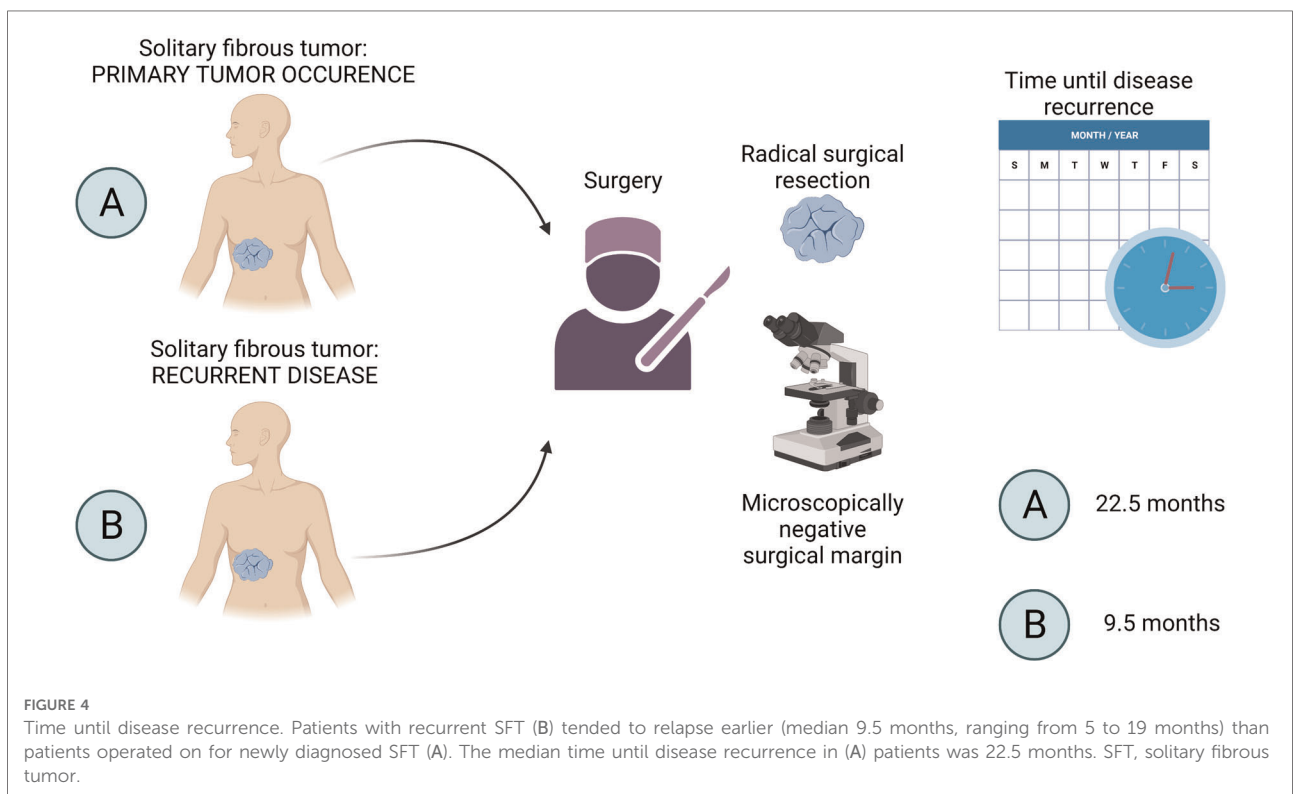 Solitary fibrous tumor:
PRIMARY TUMOR OCCURENCE
A
Solitary fibrous tumor:
RECURRENT DISEASE
B
Surgery
Radical surgical
resection
Microscopically
negative
surgical margin
Time until disease
recurrence
MONTH / YEAR
S M T W T F S
A 22.5 months
B 9.5 months
FIGURE 4
Time until disease recurrence. Patients with recurrent SFT (B) tended to relapse earlier (median 9.5 months, ranging from 5 to 19 months) than
patients operated on for newly diagnosed SFT (A). The median time until disease recurrence in (A) patients was 22.5 months. SFT, solitary fibrous
tumor.